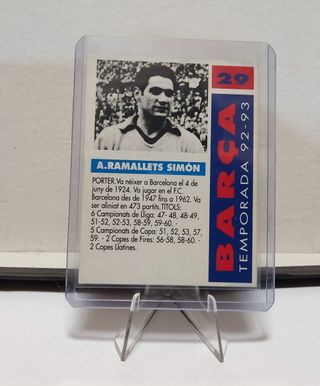 29
BARÇA
TEMPORADA 92-93
A.RAMALLETS SIMÓN
PORTER.Va néixer a Barcelona el 4 de
juny de 1924. Va jugar en el F.C.
Barcelona des de 1947 fins a 1962. Va
ser aliniat en 473 partits.TITOLS:
6 Campionats de Lliga: 47- 48, 48-49,
51-52, 52-53, 58-59, 59-60. -
5 Campionats de Copa: 51, 52, 53, 57,
59. - 2 Copes de Fires: 56-58, 58-60. -
2 Copes Llatines.